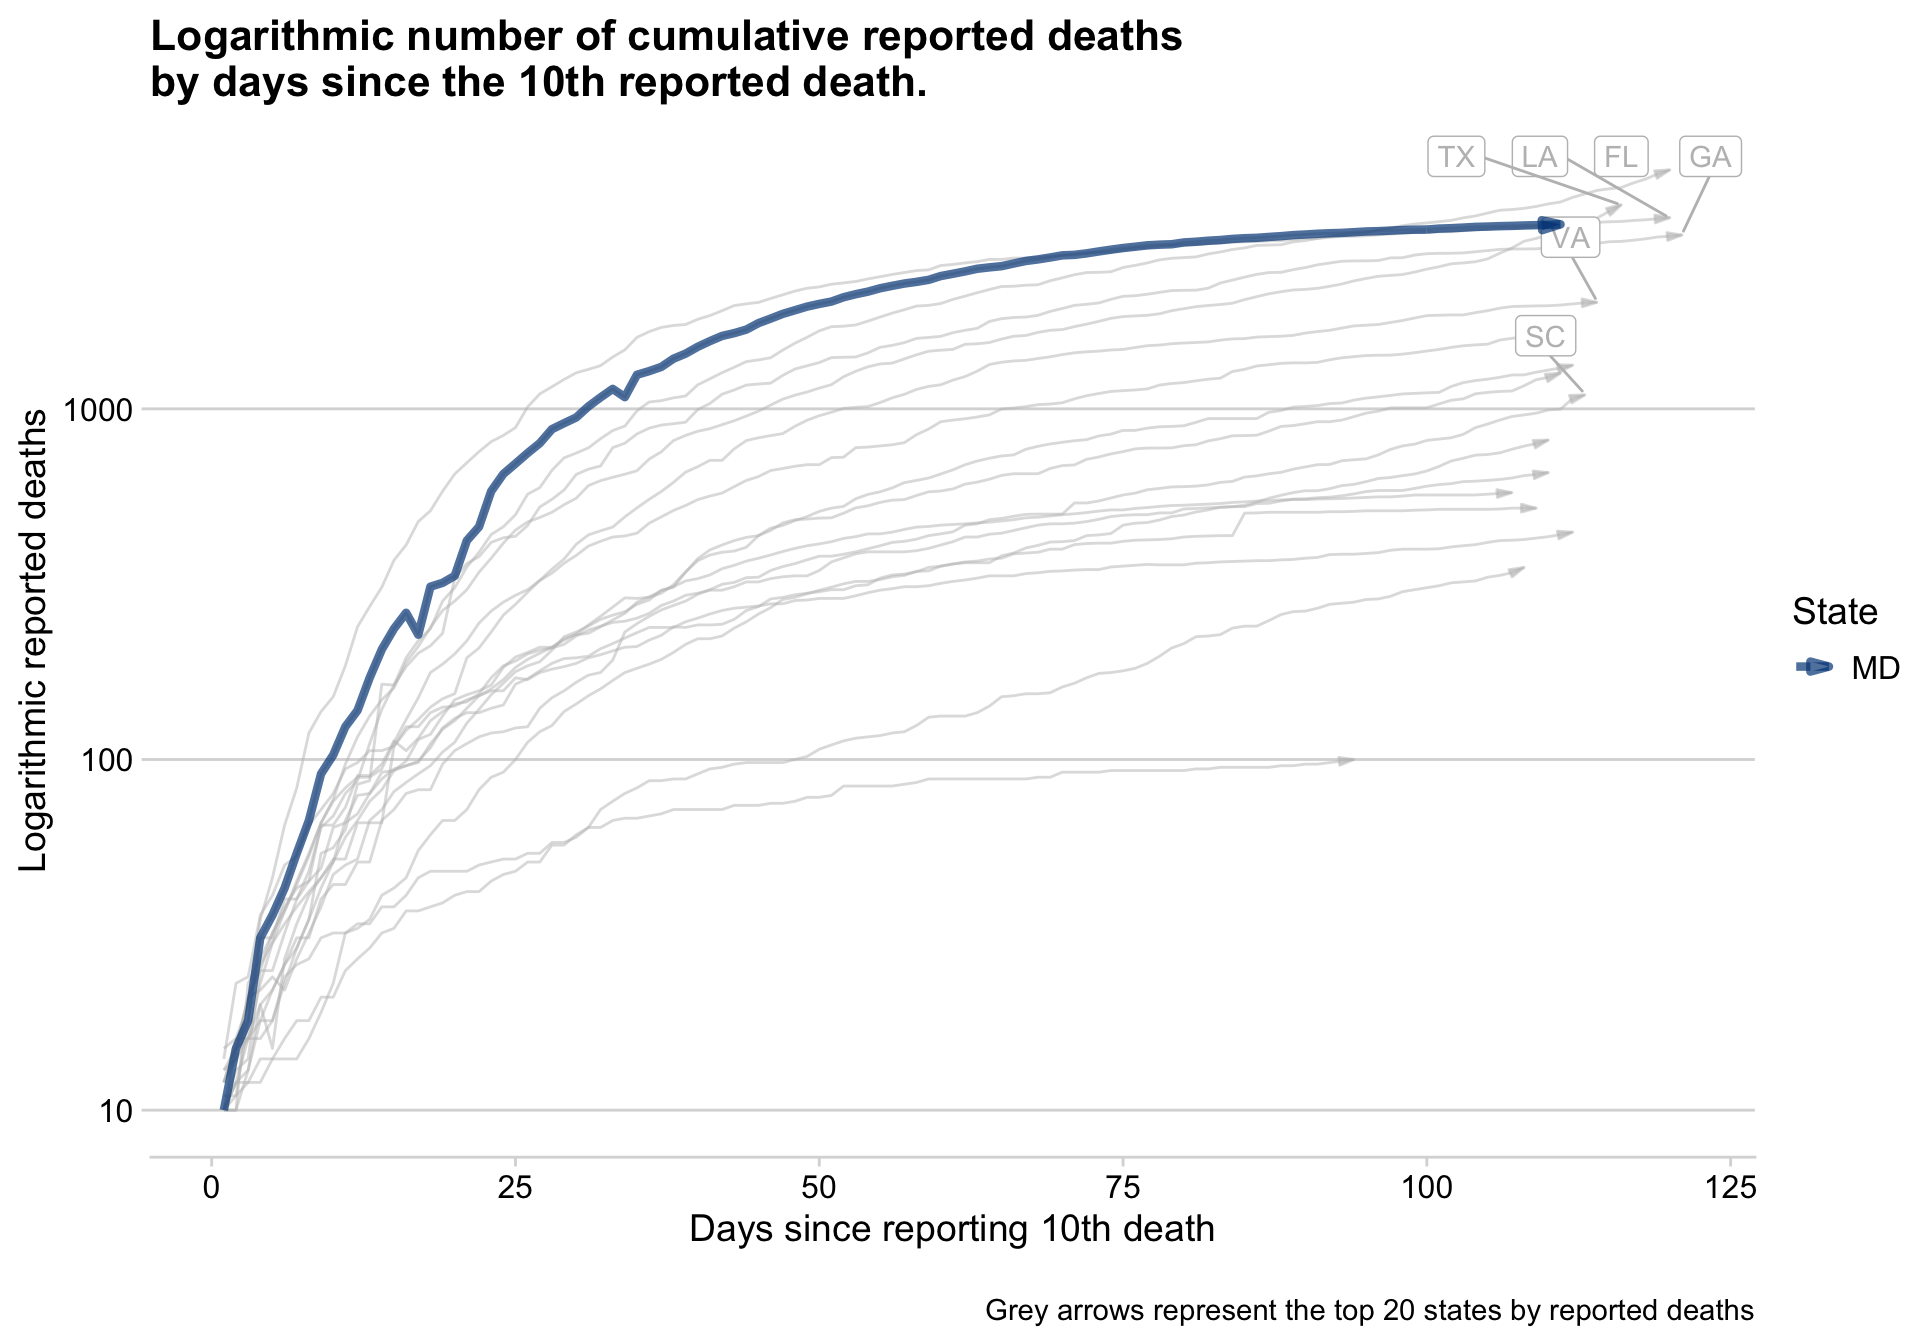 Logarithmic number of cumulative reported deaths
by days since the 10th reported death.
TX
LA
FL
GA
VA
SC
Logarithmic reported deaths
1000
100
10
0
25
50
75
100
125
Days since reporting 10th death
State
MD
Grey arrows represent the top 20 states by reported deaths